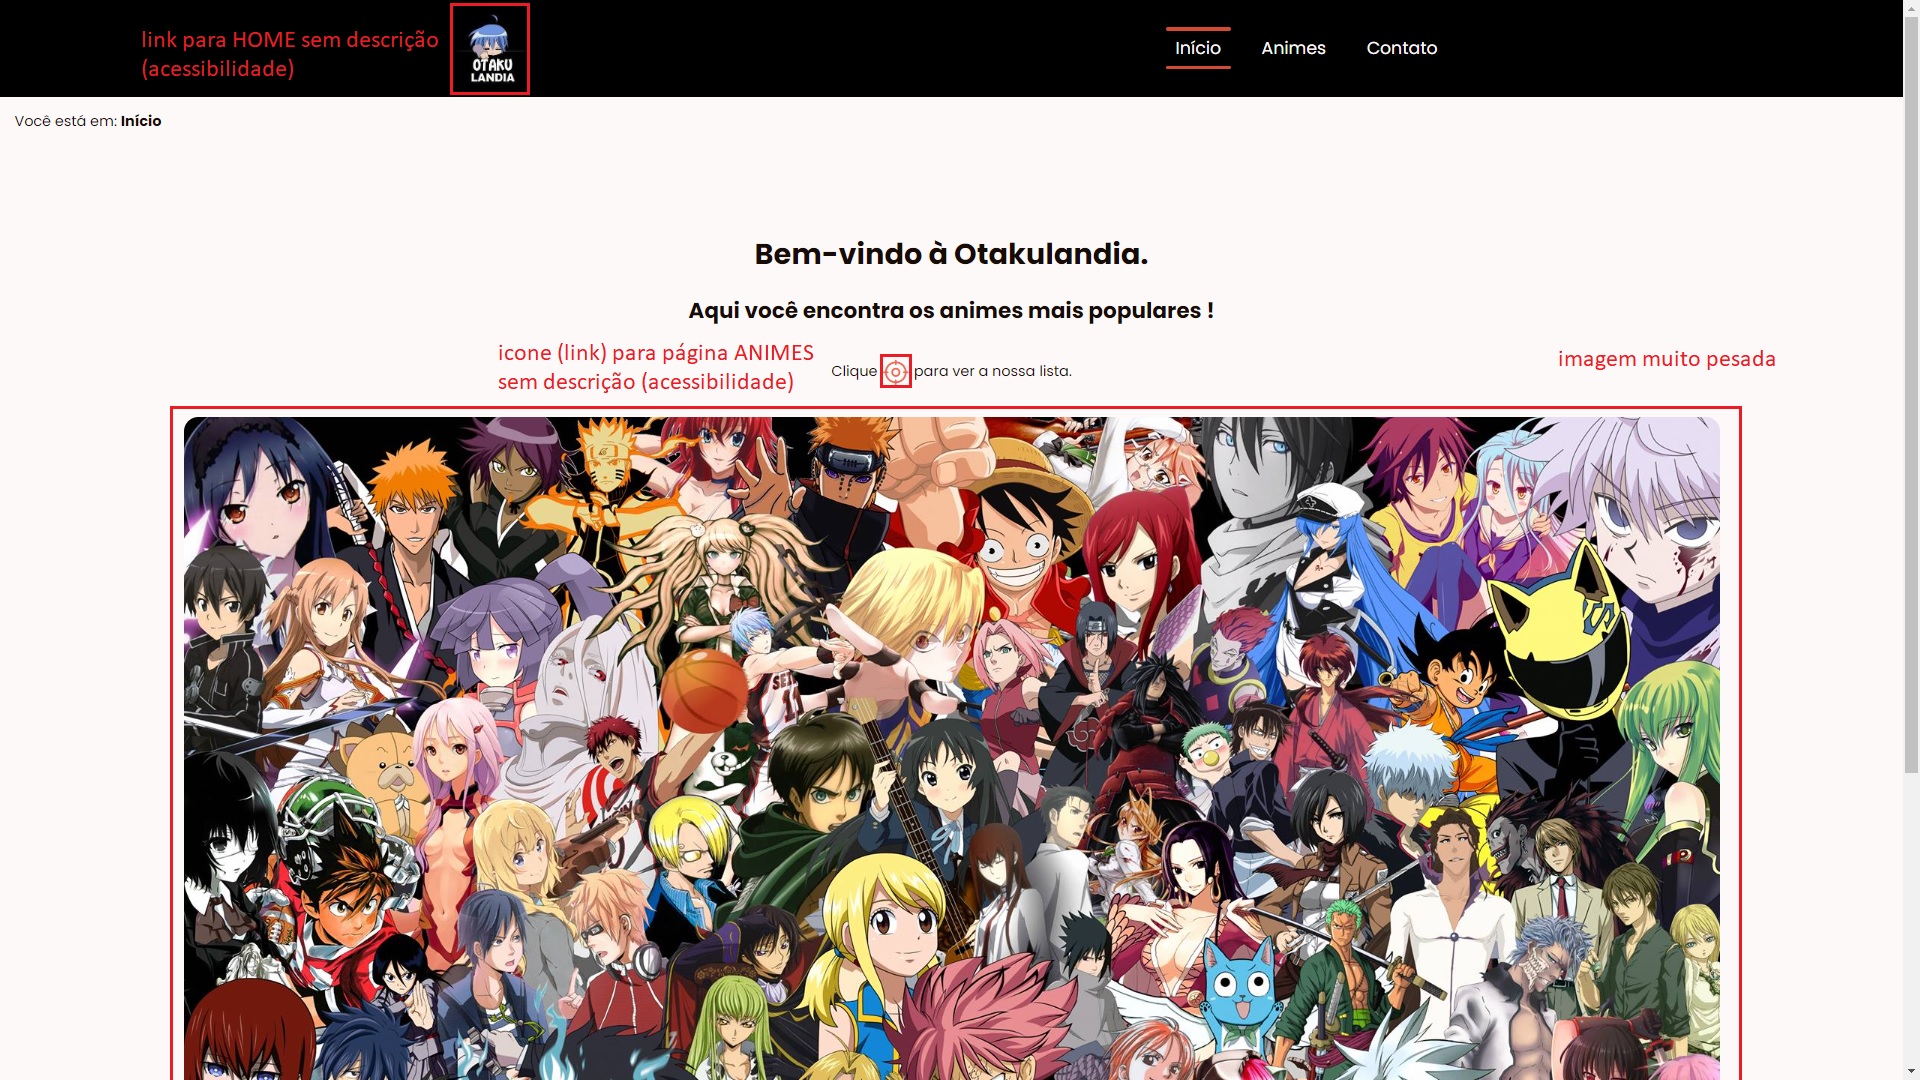 link para HOME sem descrição
(acessibilidade)
OTAKU
LANDIA
Início Animes Contato
Você está em: Início
Bem-vindo à Otakulandia.
Aqui você encontra os animes mais populares !
icone (link) para página ANIMES
sem descrição (acessibilidade)
Clique para ver a nossa lista.
imagem muito pesada
11